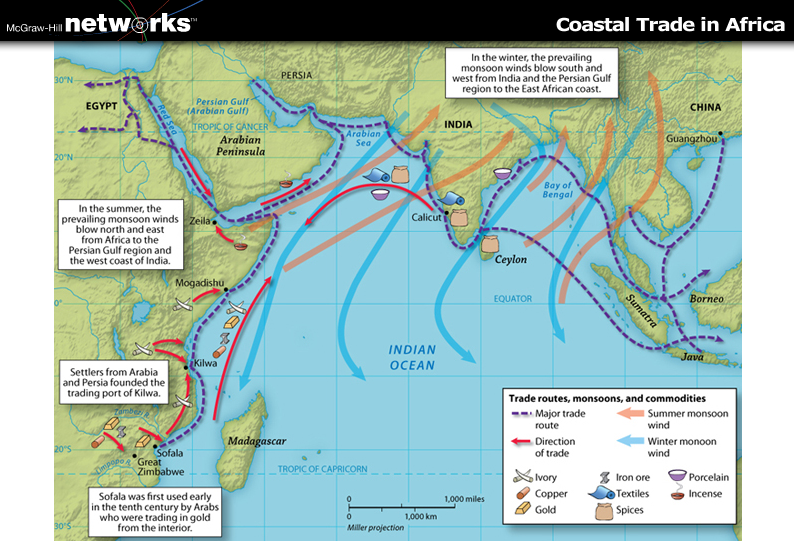 McGraw-Hill networks™
Coastal Trade in Africa
In the winter, the prevailing
monsoon winds blow south and
west from India and the Persian Gulf
region to the East African coast.
30°N
PERSIA
EGYPT
Persian Gulf
(Arabian Gulf)
Red Sea
TROPIC OF CANCER
Arabian
Peninsula
Arabian
Sea
INDIA
CHINA
Guangzhou
20°N
Bay of
Bengal
In the summer, the
prevailing monsoon winds
blow north and east
from Africa to the
Persian Gulf region and
the west coast of India.
Zeila
Calicut
Ceylon
Mogadishu
0°
EQUATOR
Sumatra
Borneo
INDIAN
OCEAN
Java
Kilwa
Settlers from Arabia
and Persia founded the
trading port of Kilwa.
Zambezi R.
Madagascar
20°S
Sofala
Great
Zimbabwe
Limpopo R.
TROPIC OF CAPRICORN
Sofala was first used early
in the tenth century by Arabs
who were trading in gold
from the interior.
30°S
0 1,000 miles
0 1,000 km
Miller projection
Trade routes, monsoons, and commodities
Major trade
route
Summer monsoon
wind
Direction
of trade
Winter monoon
wind
Ivory
Iron ore
Porcelain
Copper
Textiles
Incense
Gold
Spices